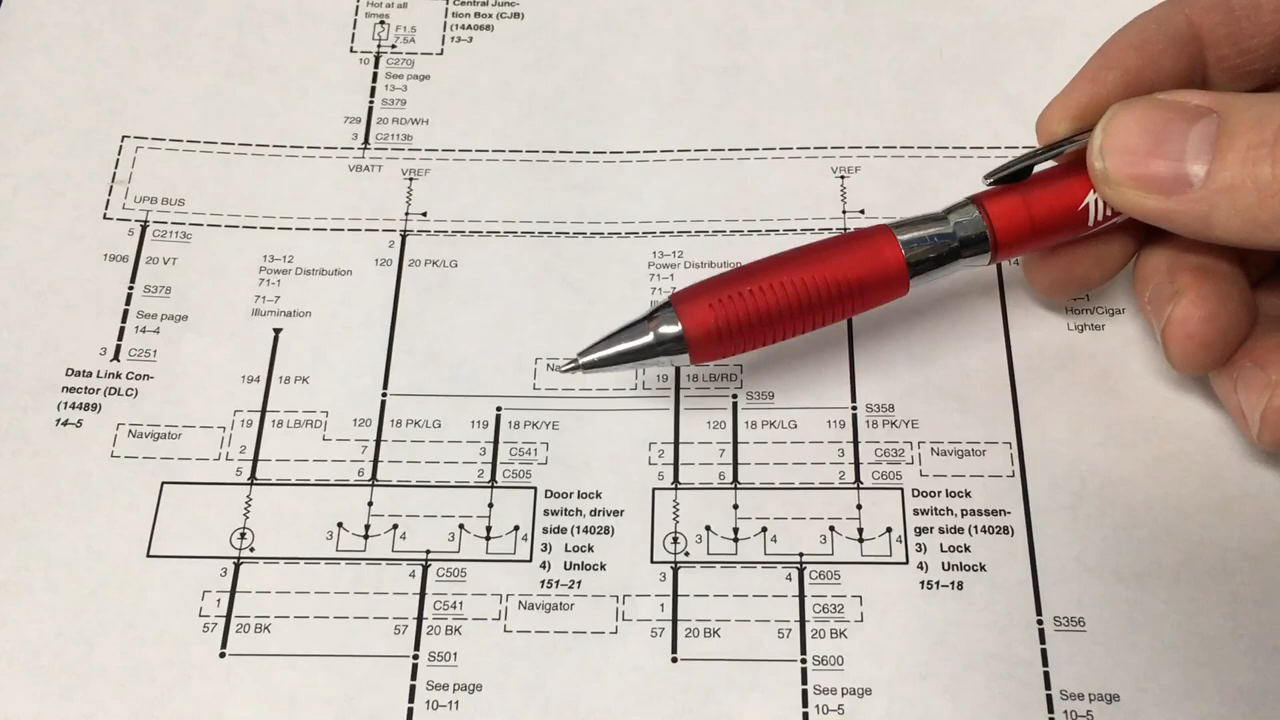 Hot at all
times
F1.5
7.5A
Central Junc-
tion Box (CJB)
(14A068)
13–3
10
C270j
See page
13–3
S379
729
20 RD/WH
3
C2113b
VBATT
VREF
VREF
UPB BUS
5
C2113c
1906
20 VT
S378
See page
14–4
3
C251
Data Link Con-
nector (DLC)
(14489)
14–5
13–12
Power Distribution
71-1
71–7
Illumination
194
18 PK
2
120
20 PK/LG
13–12
Power Distribution
71–1
14
Horn/Cigar
Lighter
19
18 LB/RD
S359
S358
Navigator
19
18 LB/RD
120
18 PK/LG
119
18 PK/YE
120
18 PK/LG
119
18 PK/YE
2
7
3
C541
2
7
3
C632
Navigator
5
6
2
C505
5
6
2
C605
3
4
3
4
Door lock
switch, driver
side (14028)
3) Lock
4) Unlock
151–21
3
4
3
4
Door lock
switch, passen-
ger side (14028)
3) Lock
4) Unlock
151–18
3
4
C505
3
4
C605
1
C541
Navigator
1
C632
57
20 BK
57
20 BK
57
20 BK
57
20 BK
S501
S600
S356
See page
10–11
See page
10–5
See page
10–5